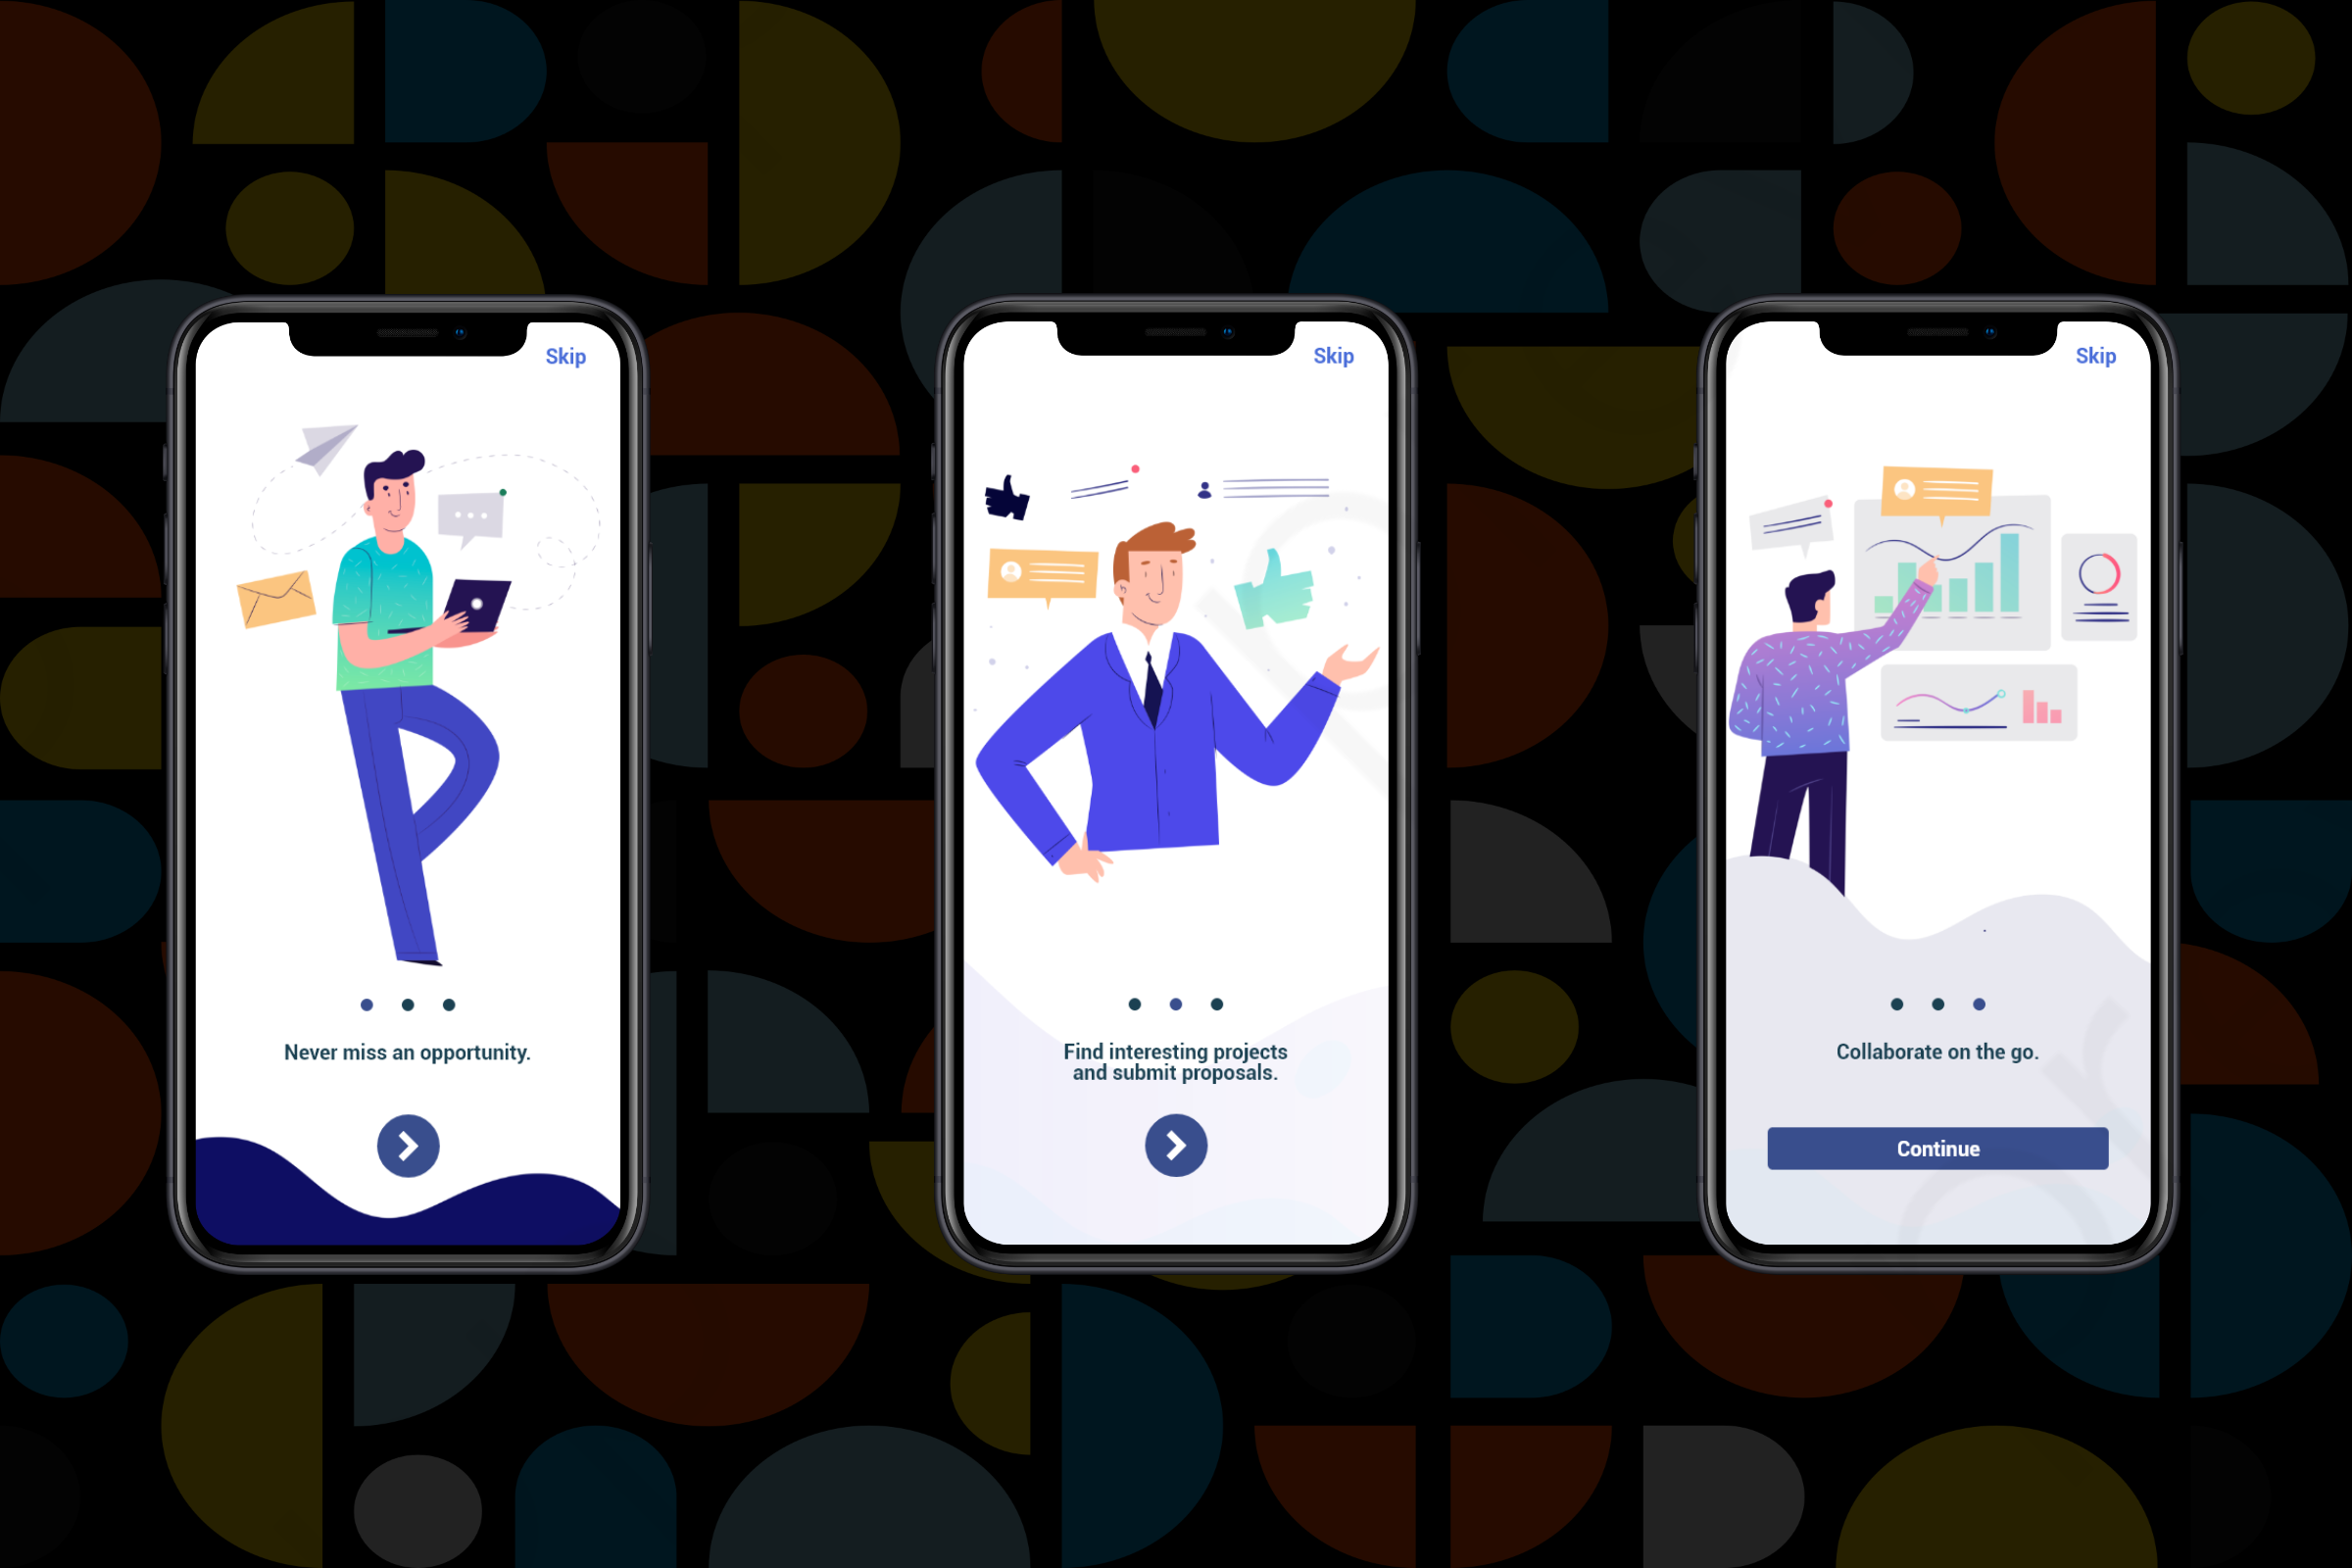 Skip
Never miss an opportunity.
Skip
Find interesting projects
and submit proposals.
Skip
Collaborate on the go.
Continue